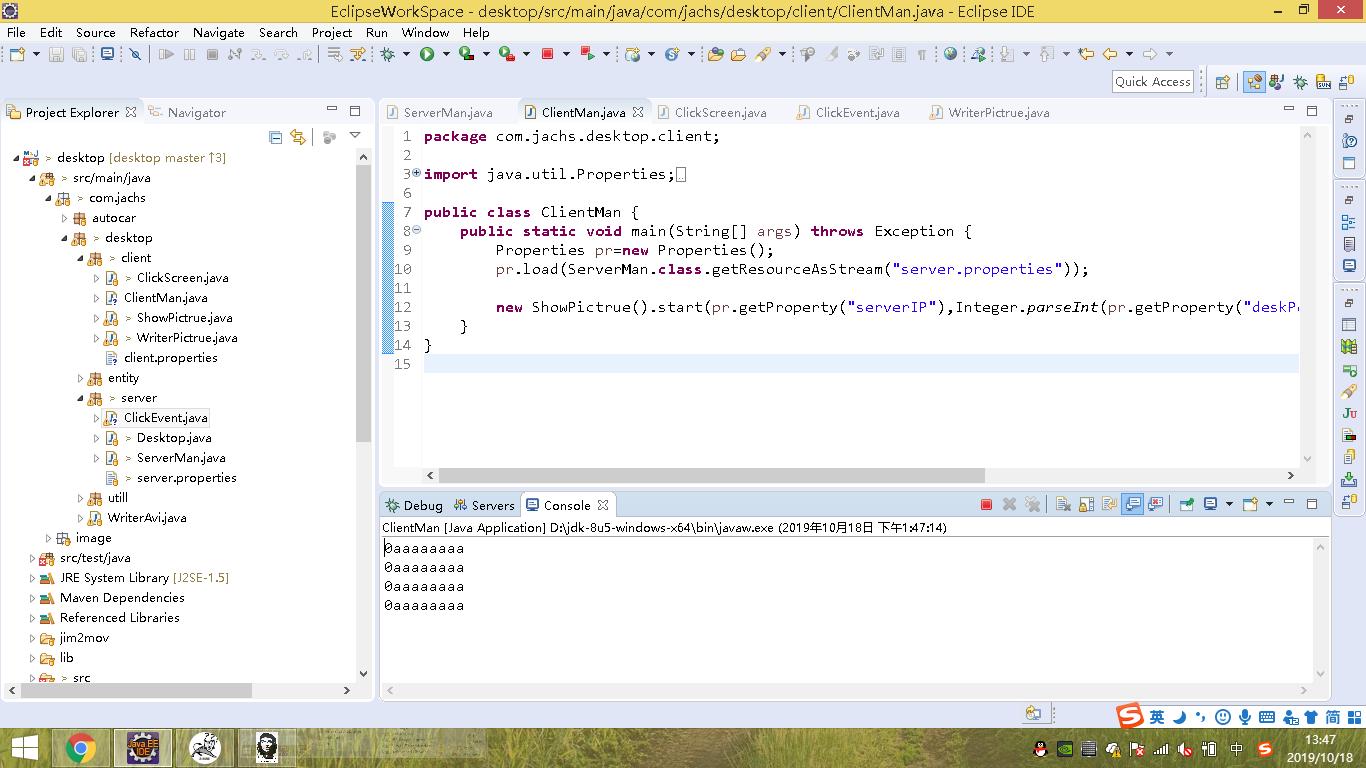 EclipseWorkSpace - desktop/src/main/java/com/jachs/desktop/client/ClientMan.java - Eclipse IDE
File Edit Source Refactor Navigate Search Project Run Window Help
Quick Access
Project Explorer Navigator
> desktop [desktop master ↑3]
> src/main/java
> com.jachs
autocar
> desktop
> client
> ClickScreen.java
ClientMan.java
> ShowPictrue.java
> WriterPictrue.java
client.properties
entity
> server
ClickEvent.java
> Desktop.java
> ServerMan.java
> server.properties
utill
WriterAvi.java
image
src/test/java
JRE System Library [J2SE-1.5]
Maven Dependencies
Referenced Libraries
jim2mov
lib
> src
ServerMan.java ClientMan.java ClickScreen.java ClickEvent.java WriterPictrue.java
1 package com.jachs.desktop.client;
2
3 import java.util.Properties;
6
7 public class ClientMan {
8 public static void main(String[] args) throws Exception {
9 Properties pr=new Properties();
10 pr.load(ServerMan.class.getResourceAsStream("server.properties"));
11
12 new ShowPictrue().start(pr.getProperty("serverIP"),Integer.parseInt(pr.getProperty("deskP
13 }
14 }
15
Debug Servers Console
ClientMan [Java Application] D:\jdk-8u5-windows-x64\bin\javaw.exe (2019年10月18日 下午1:47:14)
0aaaaaaaa
0aaaaaaaa
0aaaaaaaa
0aaaaaaaa
英 简
Java EE
IDE
中
13:47
2019/10/18